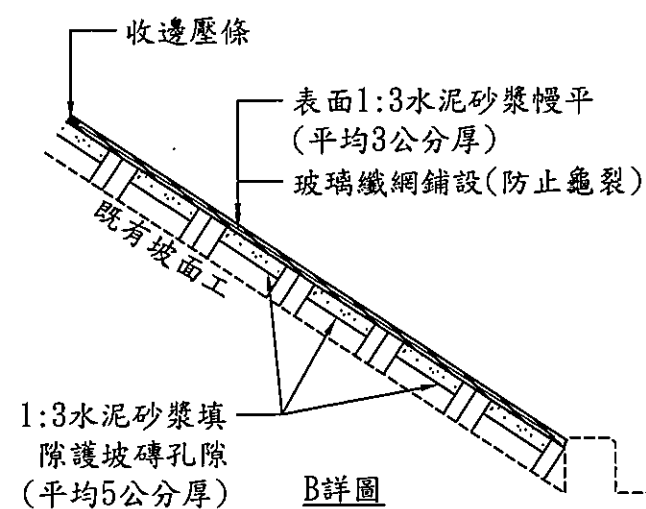 收邊壓條
表面1:3水泥砂漿幔平
(平均3公分厚)
玻璃纖網鋪設(防止龜裂)
既有坡面工
1:3水泥砂漿填
隙護坡磚孔隙
(平均5公分厚)
B詳圖